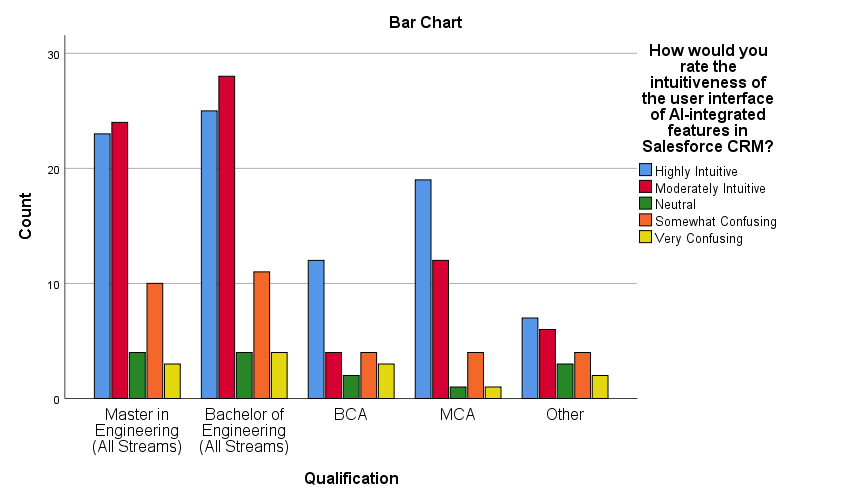 Bar Chart
30
20
10
0
Count
Master in
Engineering
(All Streams)
Bachelor of
Engineering
(All Streams)
BCA
MCA
Other
Qualification
How would you
rate the
intuitiveness of
the user interface
of AI-integrated
features in
Salesforce CRM?
Highly Intuitive
Moderately Intuitive
Neutral
Somewhat Confusing
Very Confusing